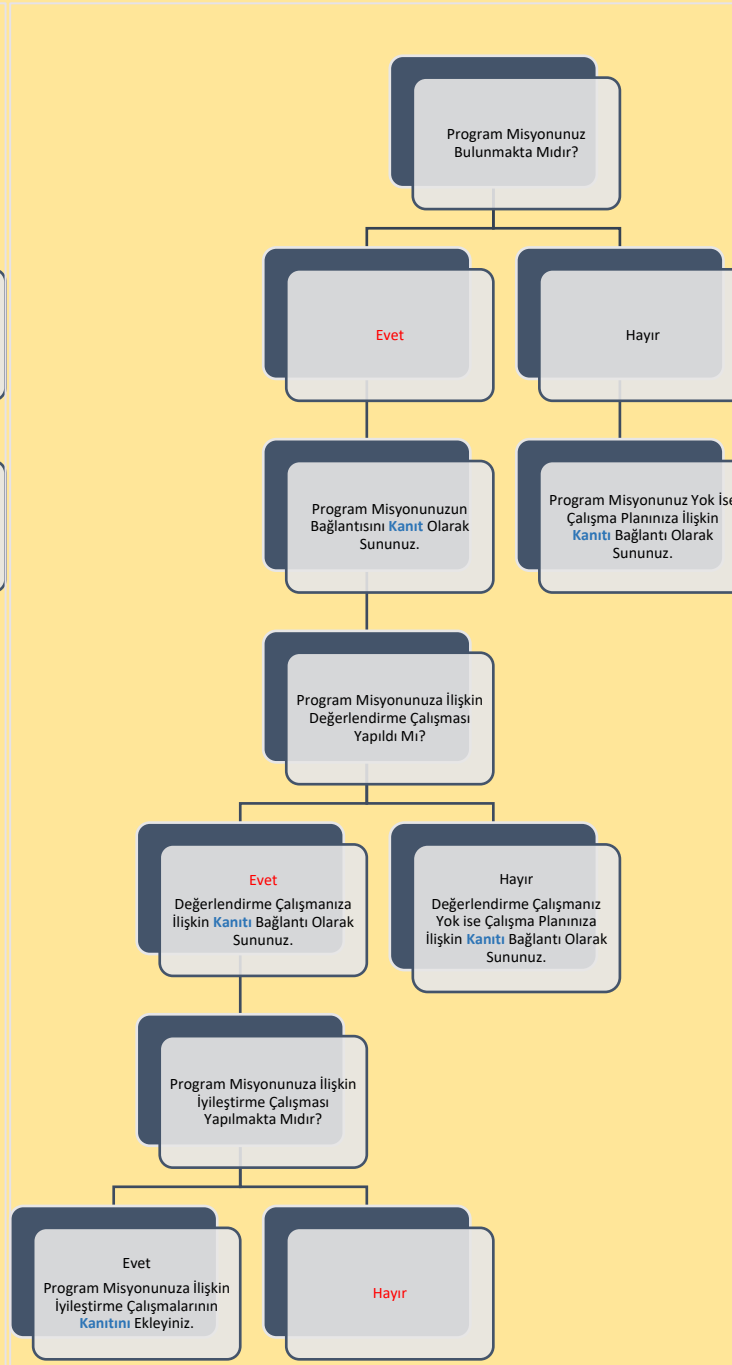 Program Misyonunuz
Bulunmakta Mıdır?
Evet
Hayır
Program Misyonunuzun
Bağlantısını Kanıt Olarak
Sununuz.
Program Misyonunuz Yok İse
Çalışma Planınıza İlişkin
Kanıtı Bağlantı Olarak
Sununuz.
Program Misyonunuza İlişkin
Değerlendirme Çalışması
Yapıldı Mı?
Evet
Değerlendirme Çalışmanıza
İlişkin Kanıtı Bağlantı Olarak
Sununuz.
Hayır
Değerlendirme Çalışmanız
Yok ise Çalışma Planınıza
İlişkin Kanıtı Bağlantı Olarak
Sununuz.
Program Misyonunuza İlişkin
İyileştirme Çalışması
Yapılmakta Mıdır?
Evet
Program Misyonunuza İlişkin
İyileştirme Çalışmalarının
Kanıtını Ekleyiniz.
Hayır